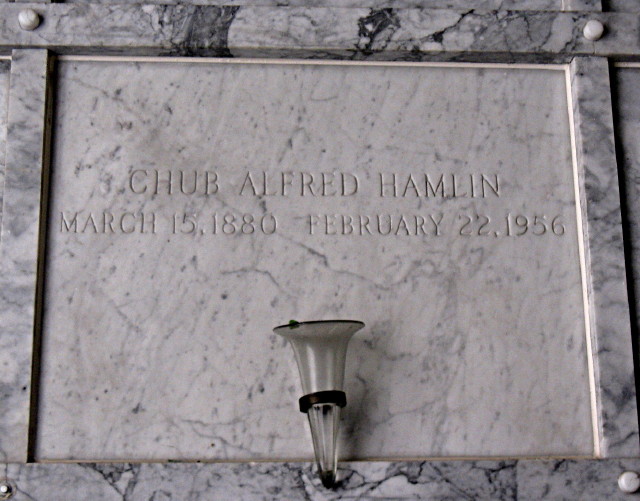 CHUB ALFRED HAMLIN
MARCH 15,1880 FEBRUARY 22,1956